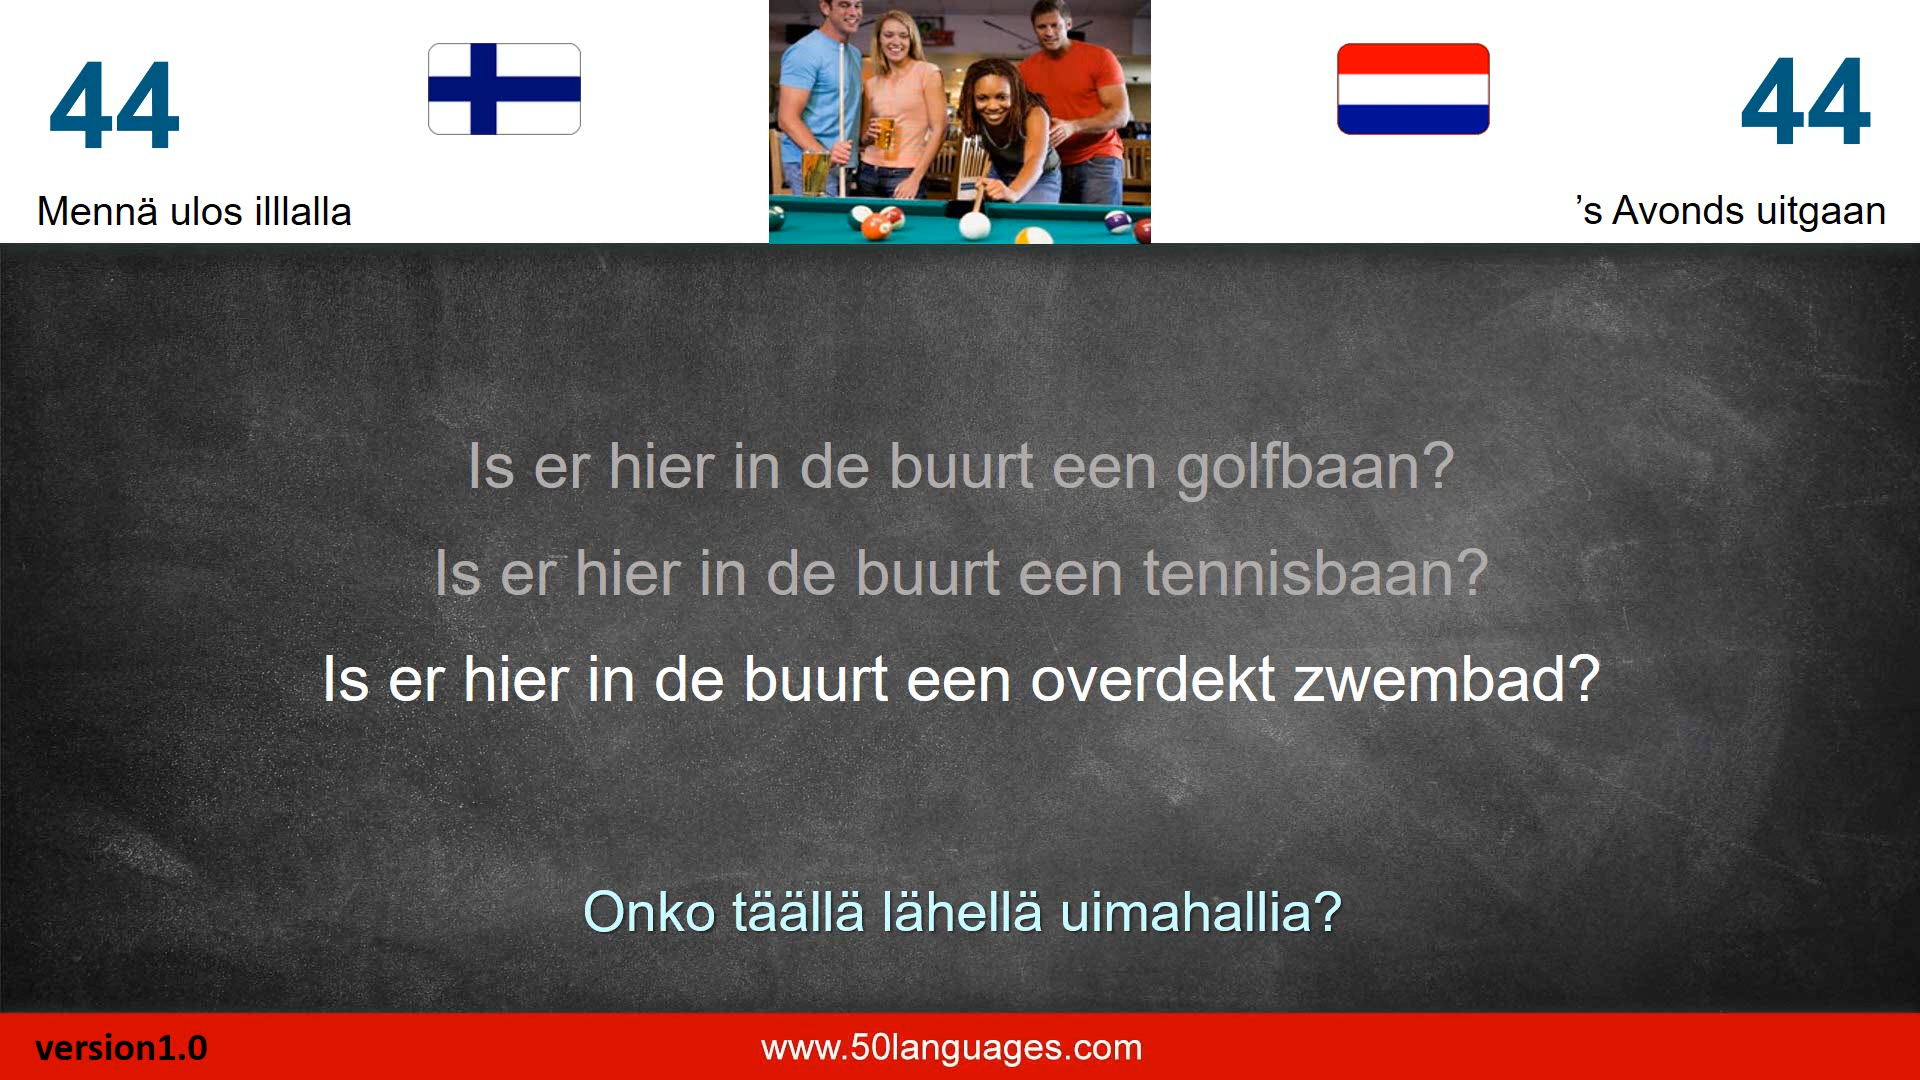 44
44
Mennä ulos illlalla
’s Avonds uitgaan
Is er hier in de buurt een golfbaan?
Is er hier in de buurt een tennisbaan?
Is er hier in de buurt een overdekt zwembad?
Onko täällä lähellä uimahallia?
version1.0
www.50languages.com